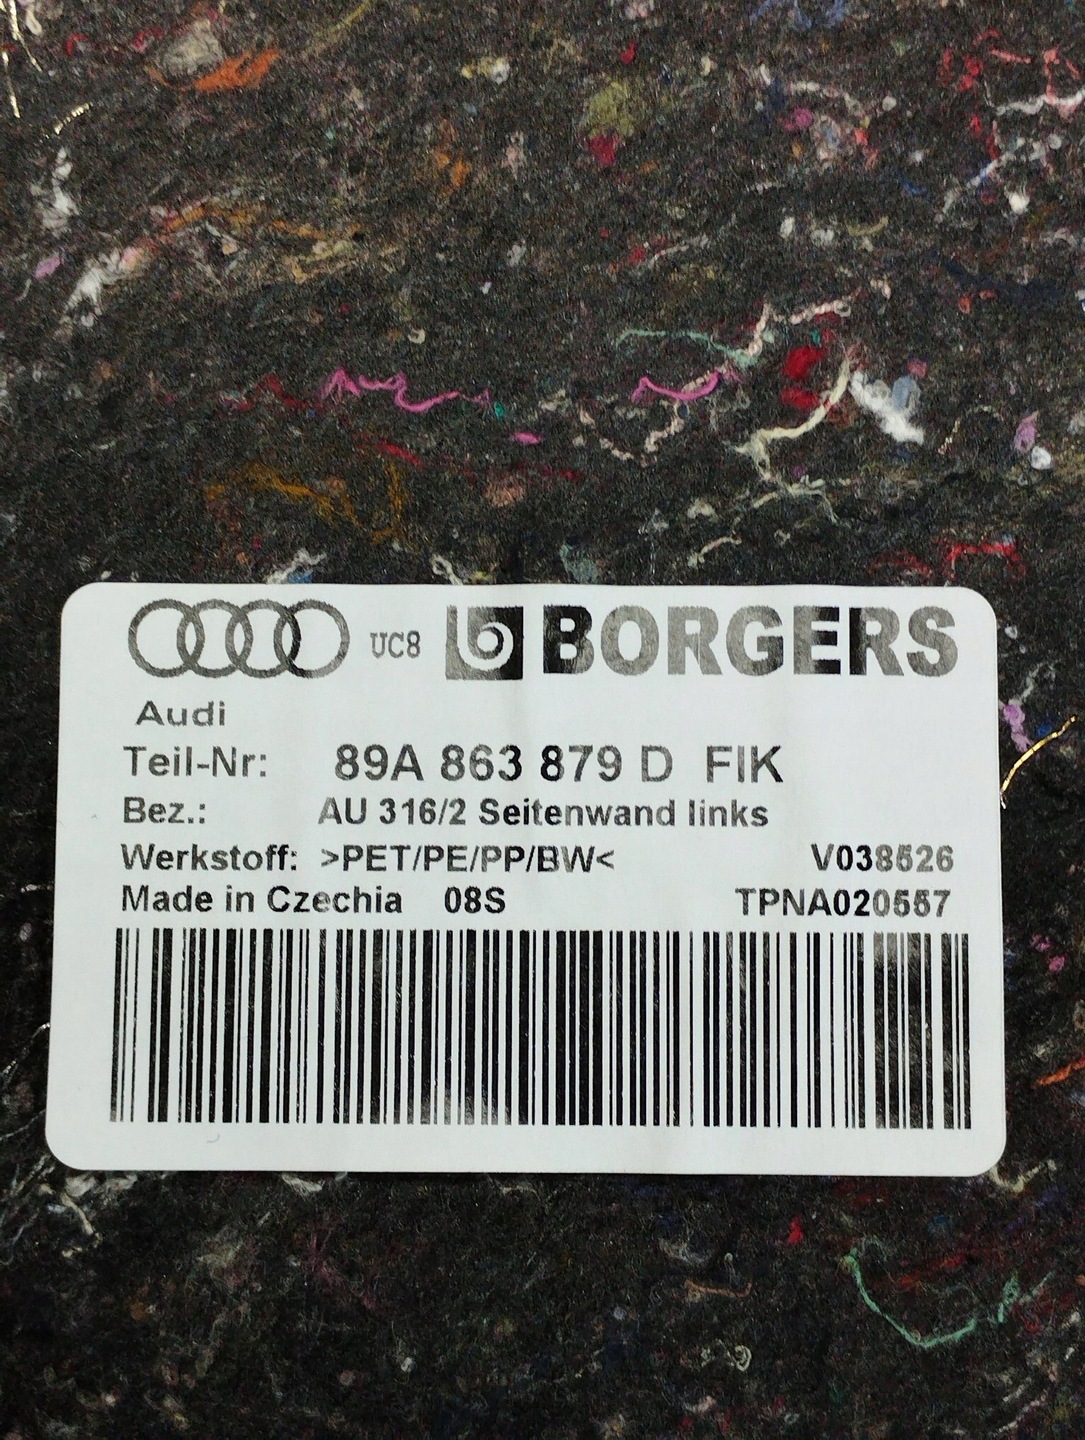 UC8 BORGERS
Audi
Teil-Nr: 89A 863 879 D FIK
Bez.: AU 316/2 Seitenwand links
Werkstoff: >PET/PE/PP/BW< V038526
Made in Czechia 08S TPNA020557